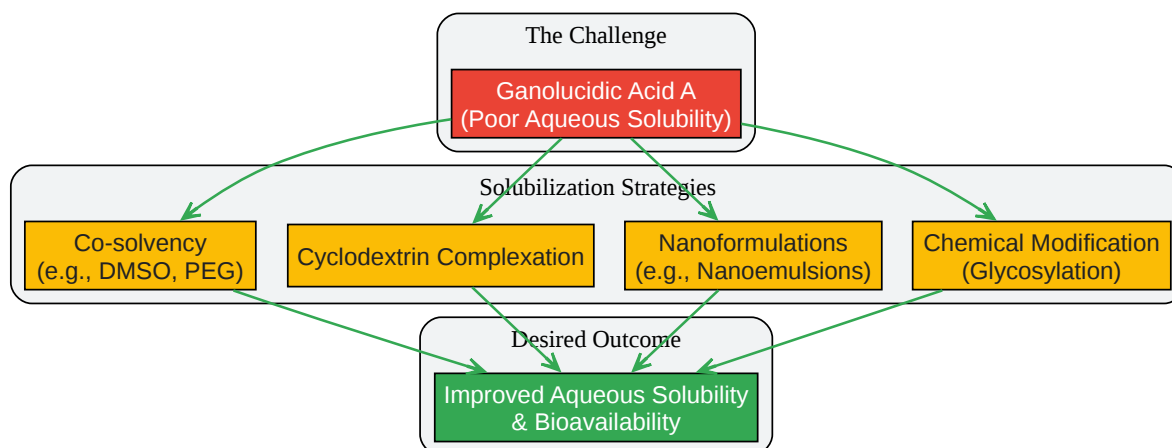 The Challenge
Ganolucidic Acid A
(Poor Aqueous Solubility)
Solubilization Strategies
Co-solvency
(e.g., DMSO, PEG)
Cyclodextrin Complexation
Nanoformulations
(e.g., Nanoemulsions)
Chemical Modification
(Glycosylation)
Desired Outcome
Improved Aqueous Solubility
& Bioavailability